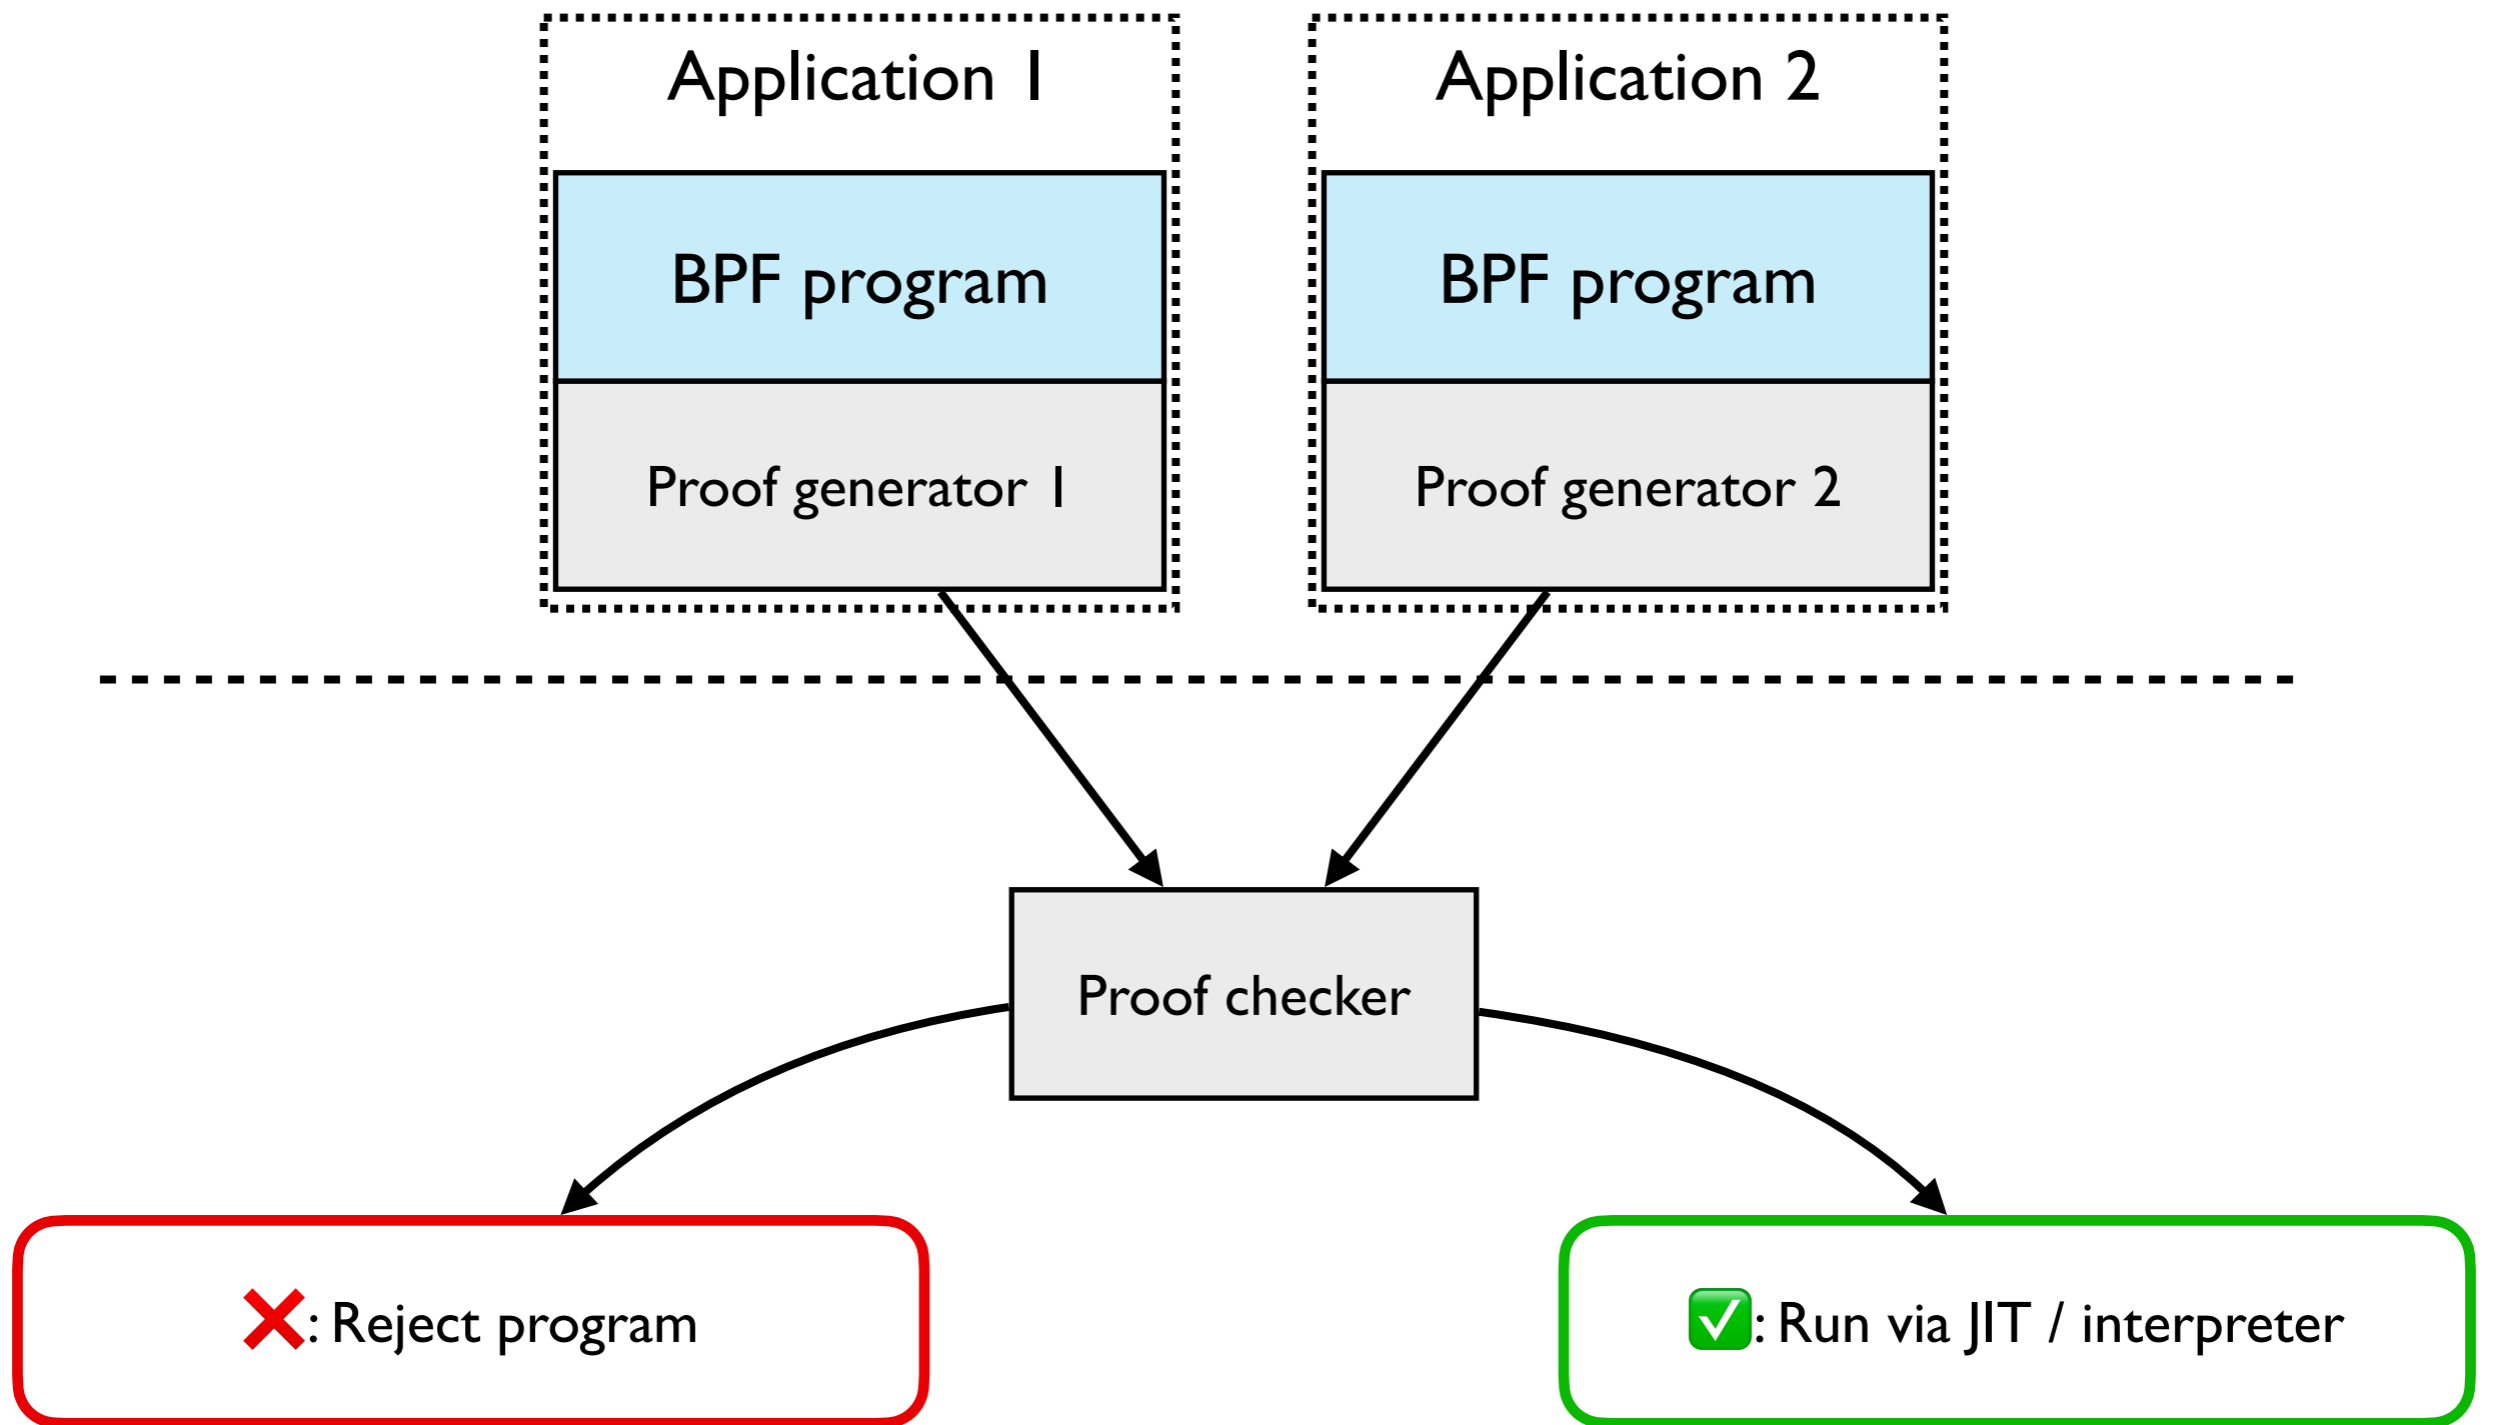 Application 1
Application 2
BPF program
BPF program
Proof generator 1
Proof generator 2
Proof checker
❌: Reject program
✅: Run via JIT / interpreter